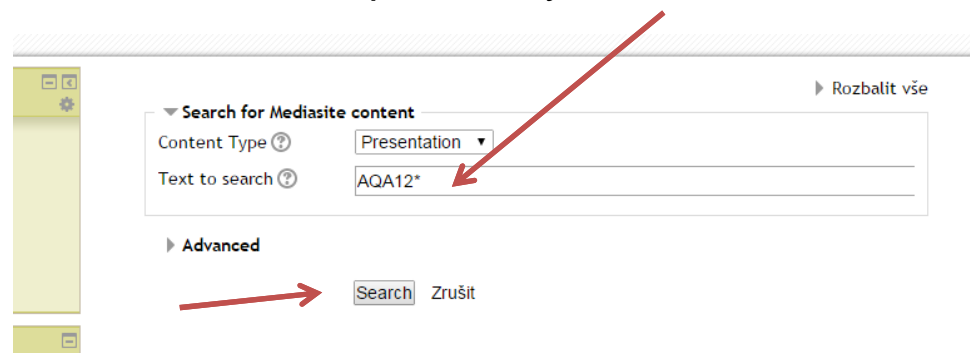 Rozbalit vše
Search for Mediasite content
Content Type
Presentation
Text to search
AQA12*
Advanced
Search Zrušit